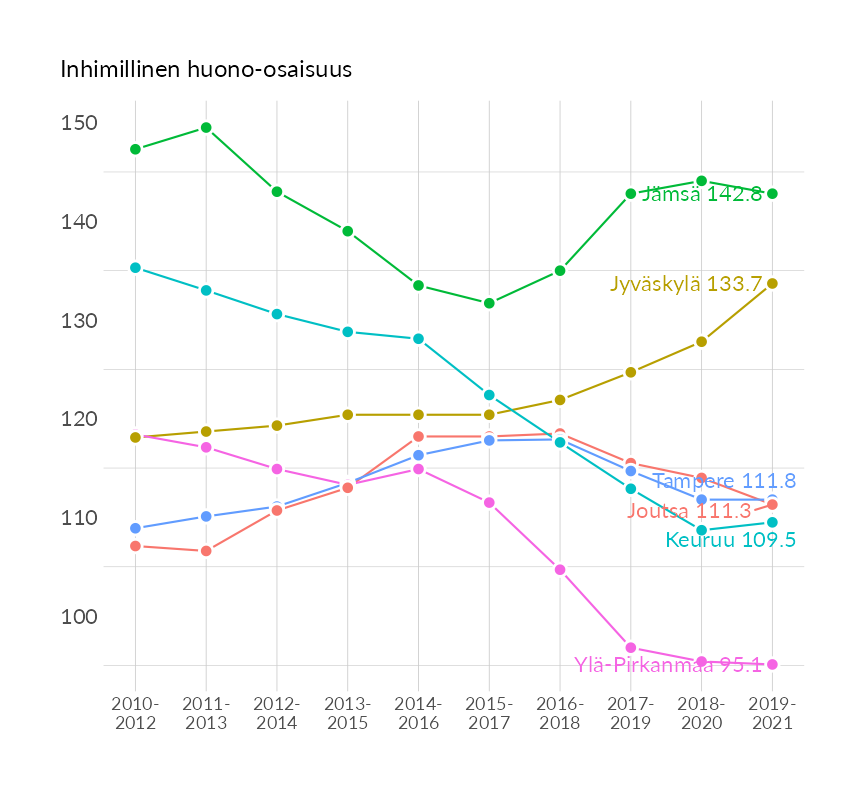 Inhimillinen huono-osaisuus
150
140
130
120
110
100
Jämsä 142.8
Jyväskylä 133.7
Tampere 111.8
Joutsa 111.3
Keuruu 109.5
Ylä-Pirkanmaa 95.1
2010- 2011- 2012- 2013- 2014- 2015- 2016- 2017- 2018- 2019-
2012 2013 2014 2015 2016 2017 2018 2019 2020 2021